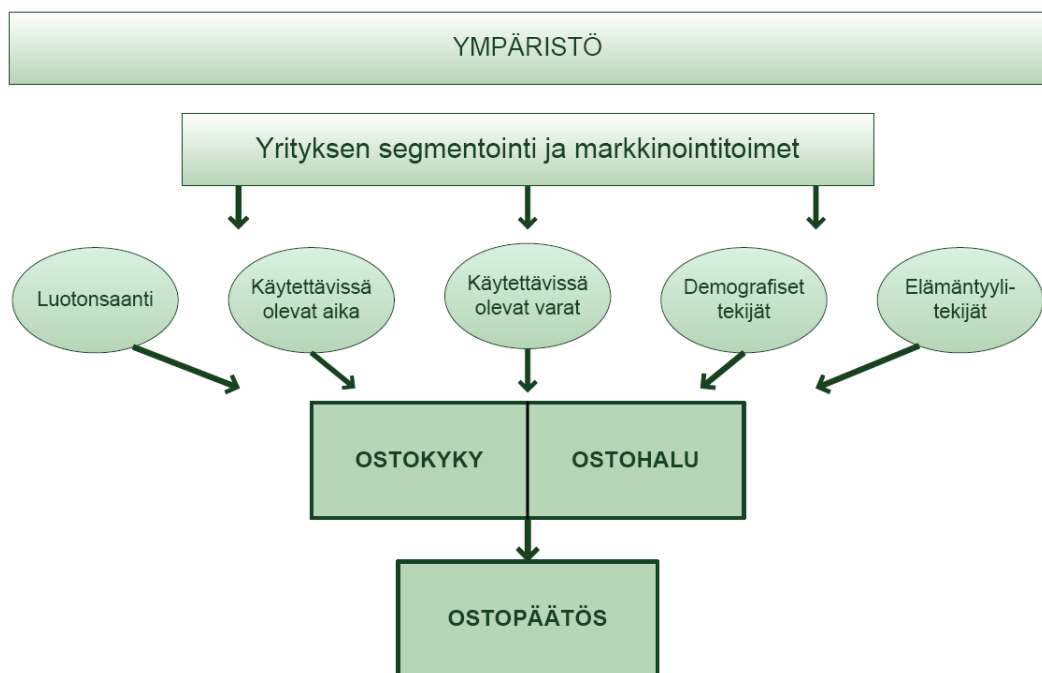 YMPÄRISTÖ
Yrityksen segmentointi ja markkinointitoimet
Luotonsaanti
Käytettävissä
olevat aika
Käytettävissä
olevat varat
Demografiset
tekijät
Elämäntyyli-
tekijät
OSTOKYKY
OSTOHALU
OSTOPÄÄTÖS